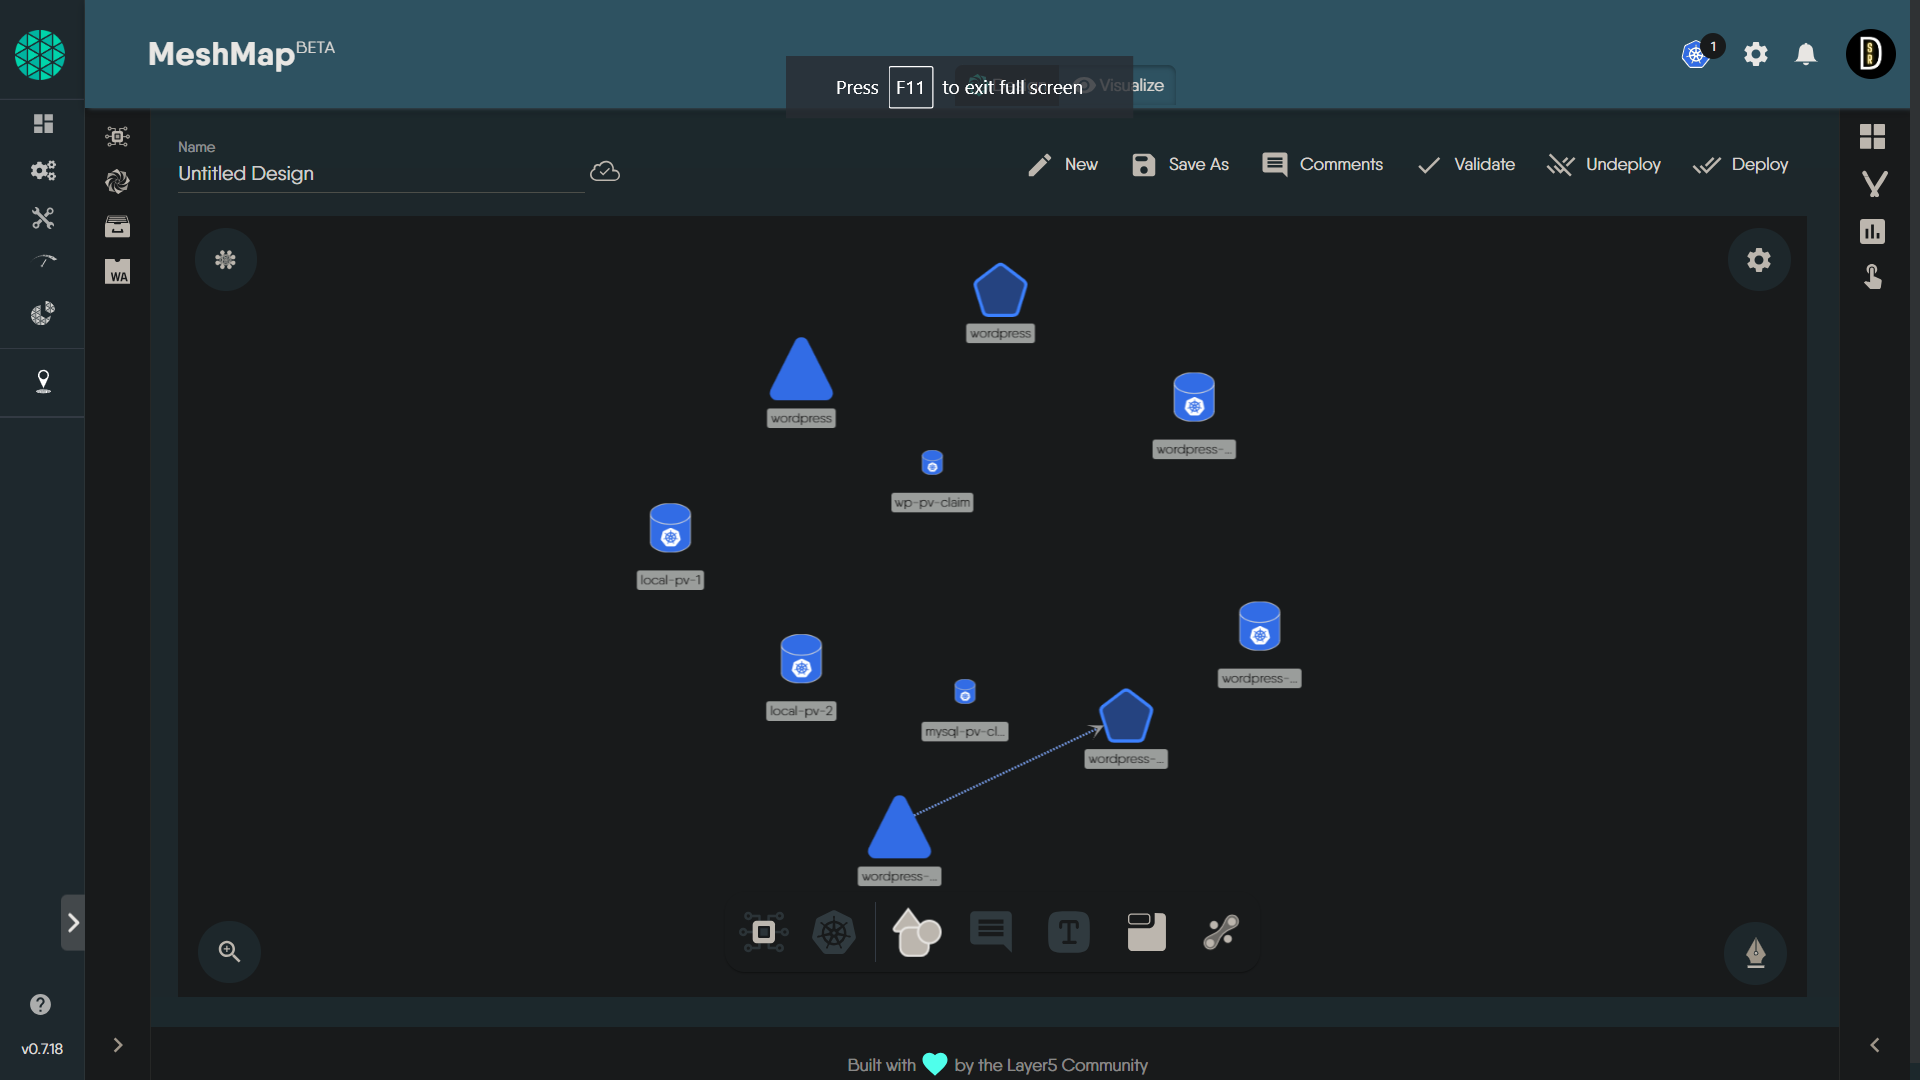 MeshMap BETA
1
Press F11 to exit full screen
Visualize
Name
Untitled Design
New
Save As
Comments
Validate
Undeploy
Deploy
WA
wordpress
wordpress
wordpress-...
wp-pv-claim
local-pv-1
wordpress-...
local-pv-2
mysql-pv-cl...
wordpress-...
wordpress-...
T
v0.7.18
Built with by the Layer5 Community